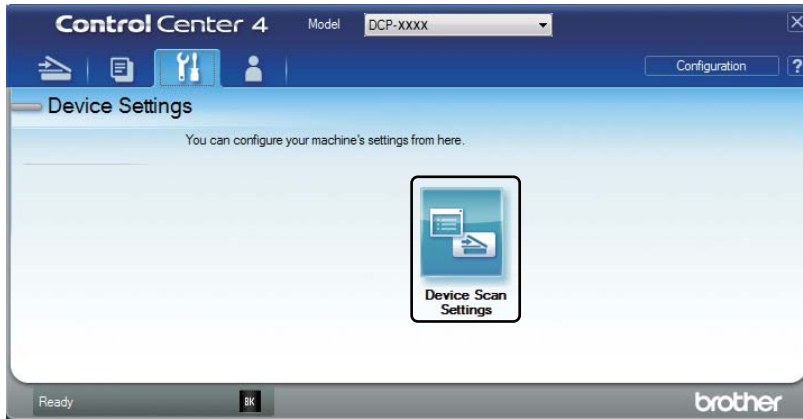 Control Center 4 Model DCP-XXXX
Configuration ?
Device Settings
You can configure your machine's settings from here.
Device Scan
Settings
Ready BK brother